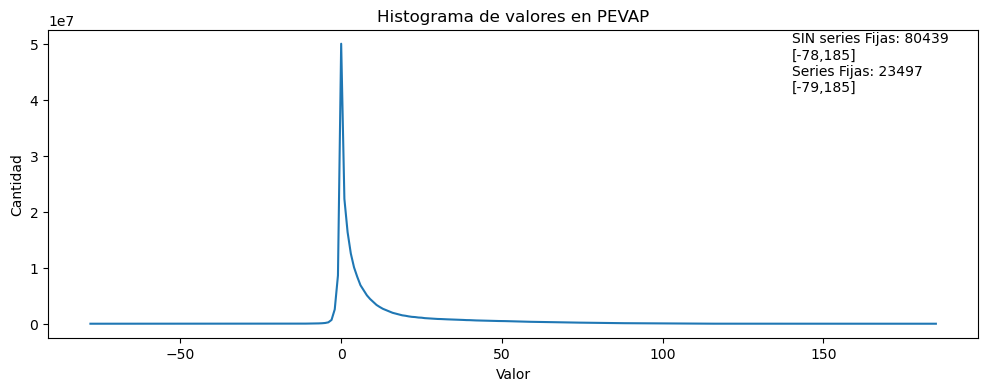 Histograma de valores en PEVAP
1e7
SIN series Fijas: 80439
[-78,185]
Series Fijas: 23497
[-79,185]
5
4
3
2
1
0
Cantidad
−50
0
50
100
150
Valor